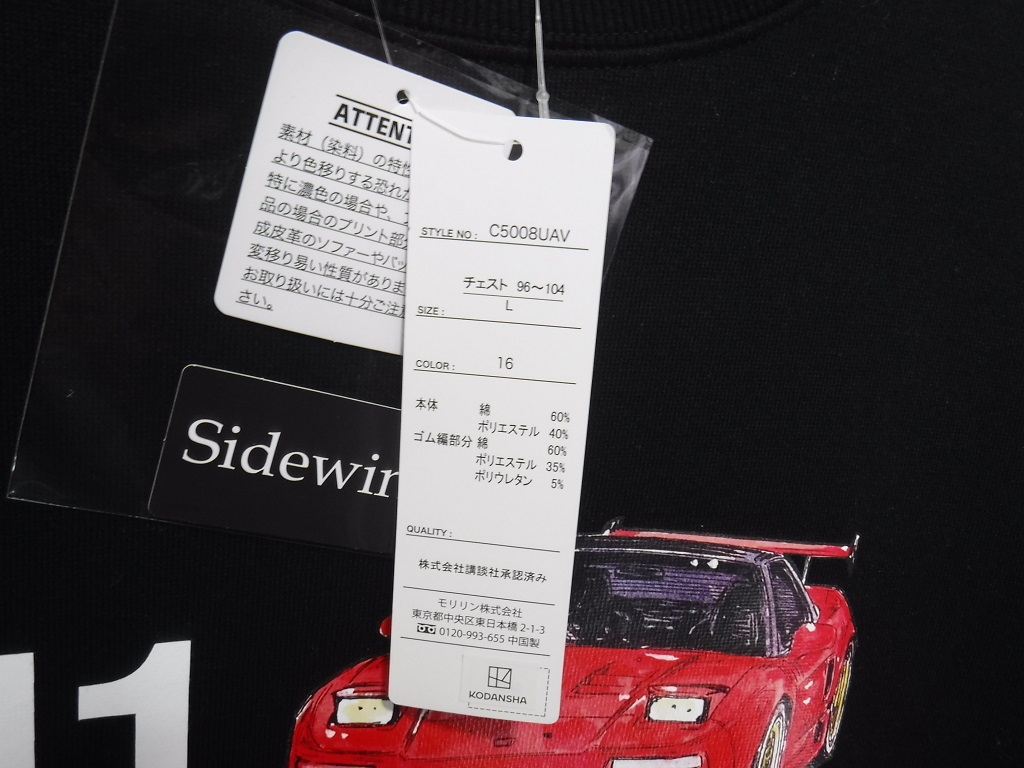 ATTENT
素材（染料）の特性
より色移りする恐れが
特に濃色の場合や、
品の場合のプリント部分
成皮革のソファーやバッ
変移り易い性質がありま
お取り扱いには十分ご注意
さい。
Sidewin
STYLE NO : C5008UAV
チェスト 96～104
L
SIZE :
COLOR : 16
本体 綿 60%
ポリエステル 40%
ゴム編部分 綿 60%
ポリエステル 35%
ポリウレタン 5%
QUALITY :
株式会社講談社承認済み
モリリン株式会社
東京都中央区東日本橋 2-1-3
0120-993-655 中国製
KODANSHA
11